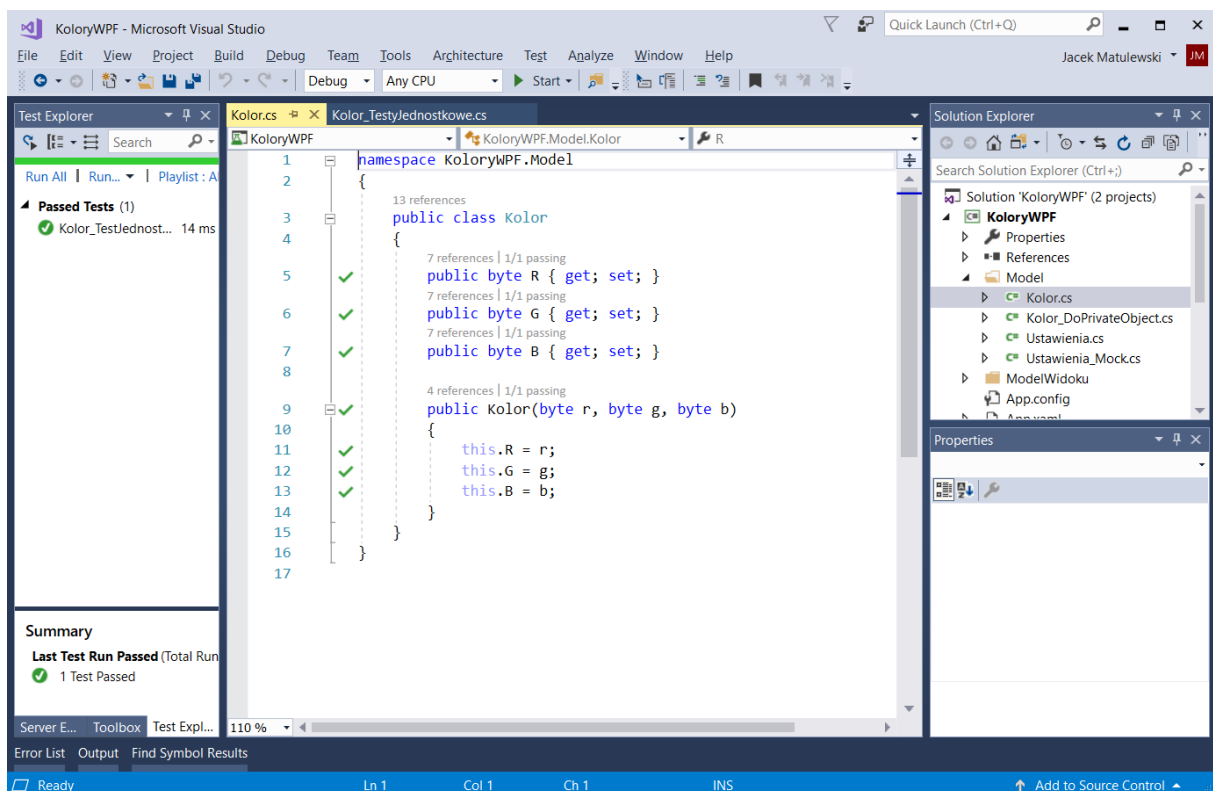 KoloryWPF - Microsoft Visual Studio
Quick Launch (Ctrl+Q)
File Edit View Project Build Debug Team Tools Architecture Test Analyze Window Help
Jacek Matulewski JM
Debug Any CPU Start
Test Explorer
Search
Run All | Run... | Playlist : A
Passed Tests (1)
Kolor_TestJednost... 14 ms
Summary
Last Test Run Passed (Total Run
1 Test Passed
Server E... Toolbox Test Expl...
Kolor.cs Kolor_TestyJednostkowe.cs
KoloryWPF KoloryWPF.Model.Kolor R
1 namespace KoloryWPF.Model
2 {
13 references
3 public class Kolor
4 {
7 references | 1/1 passing
5 public byte R { get; set; }
7 references | 1/1 passing
6 public byte G { get; set; }
7 references | 1/1 passing
7 public byte B { get; set; }
8
4 references | 1/1 passing
9 public Kolor(byte r, byte g, byte b)
10 {
11 this.R = r;
12 this.G = g;
13 this.B = b;
14 }
15 }
16 }
17
110 %
Solution Explorer
Search Solution Explorer (Ctrl+;)
Solution 'KoloryWPF' (2 projects)
C# KoloryWPF
Properties
References
Model
C# Kolor.cs
C# Kolor_DoPrivateObject.cs
C# Ustawienia.cs
C# Ustawienia_Mock.cs
ModelWidoku
App.config
App.xaml
Properties
Error List Output Find Symbol Results
Ready Ln 1 Col 1 Ch 1 INS Add to Source Control